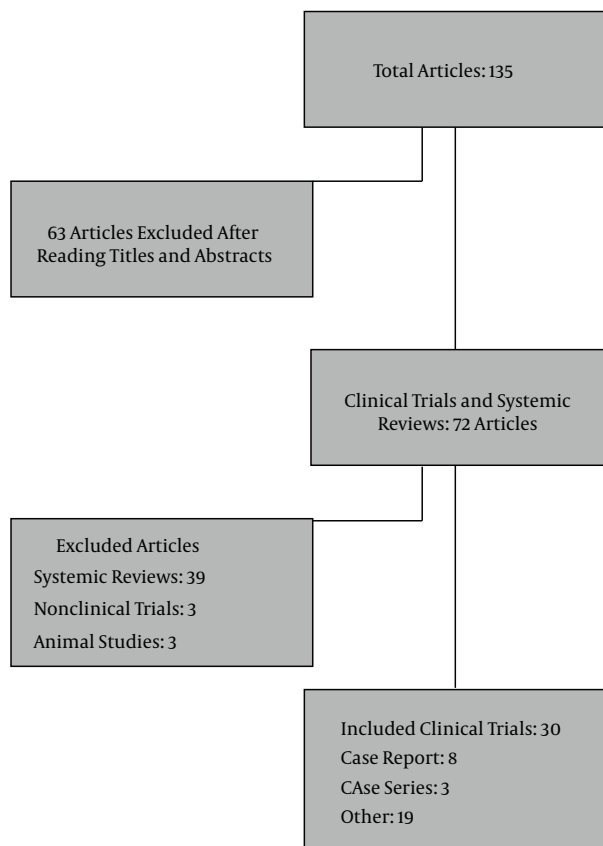 Total Articles: 135
63 Articles Excluded After
Reading Titles and Abstracts
Clinical Trials and Systemic
Reviews: 72 Articles
Excluded Articles
Systemic Reviews: 39
Nonclinical Trials: 3
Animal Studies: 3
Included Clinical Trials: 30
Case Report: 8
CAse Series: 3
Other: 19